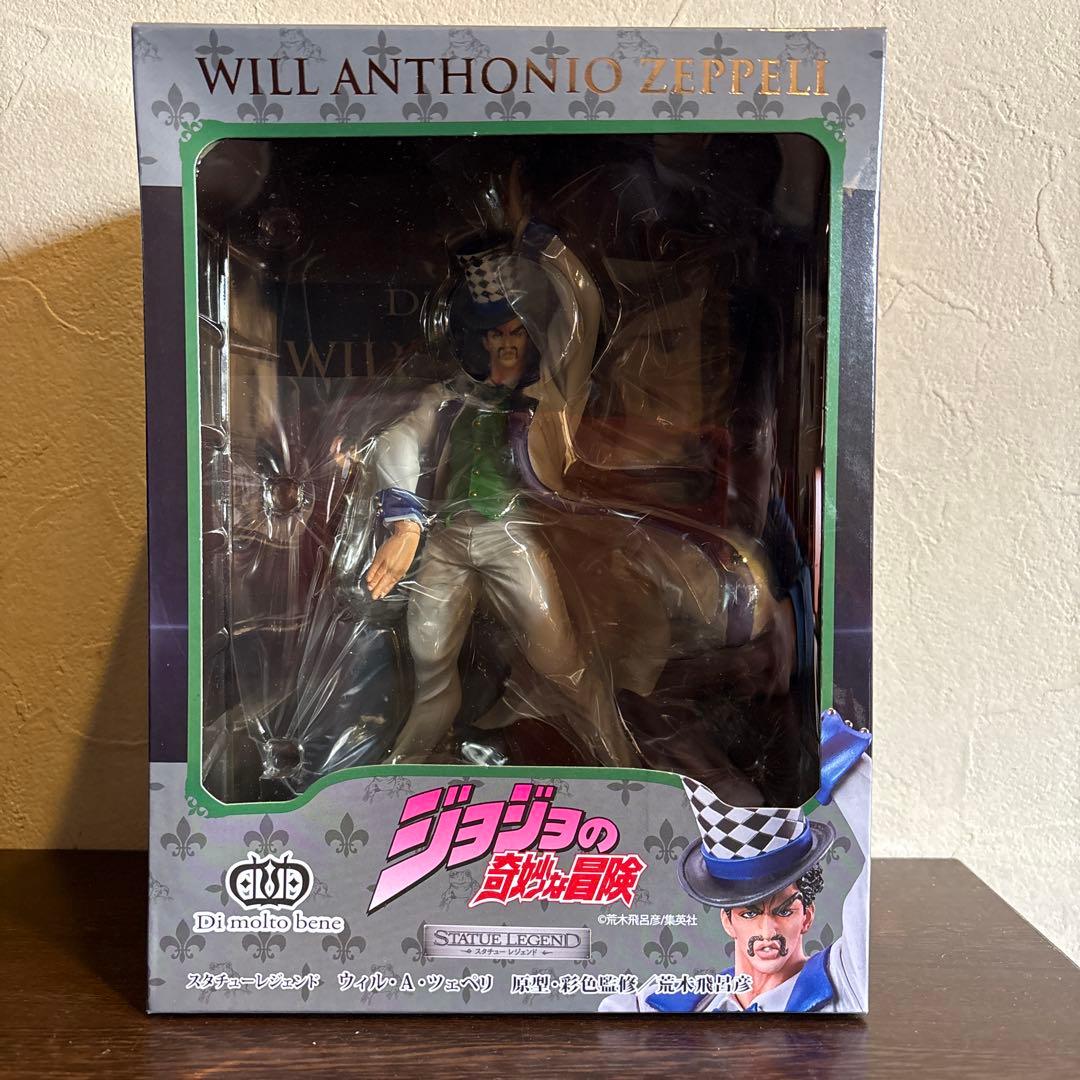 WILL ANTHONIO ZEPPELI
WILL
ジョジョの
奇妙な冒険
©荒木飛呂彦/集英社
Di molto bene
STATUE LEGEND
スタチューレジェンド
スタチューレジェンド ウィル・A・ツェペリ 原型・彩色監修/荒木飛呂彦